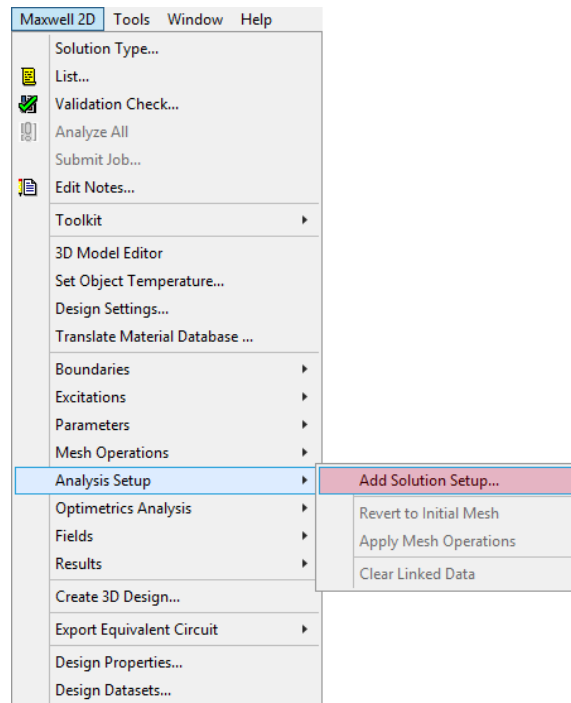 Maxwell 2D Tools Window Help
Solution Type...
List...
Validation Check...
Analyze All
Submit Job...
Edit Notes...
Toolkit
3D Model Editor
Set Object Temperature...
Design Settings...
Translate Material Database ...
Boundaries
Excitations
Parameters
Mesh Operations
Analysis Setup
Add Solution Setup...
Optimetrics Analysis
Revert to Initial Mesh
Fields
Apply Mesh Operations
Results
Clear Linked Data
Create 3D Design...
Export Equivalent Circuit
Design Properties...
Design Datasets...